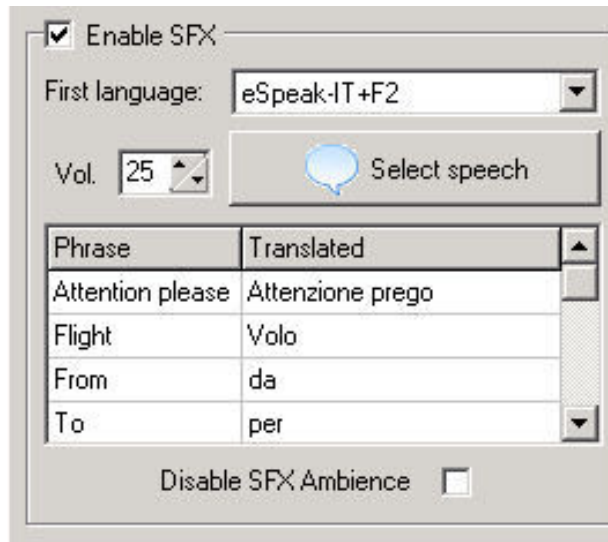 Enable SFX
First language: eSpeak-IT+F2
Vol. 25 Select speech
Phrase Translated
Attention please Attenzione prego
Flight Volo
From da
To per
Disable SFX Ambience